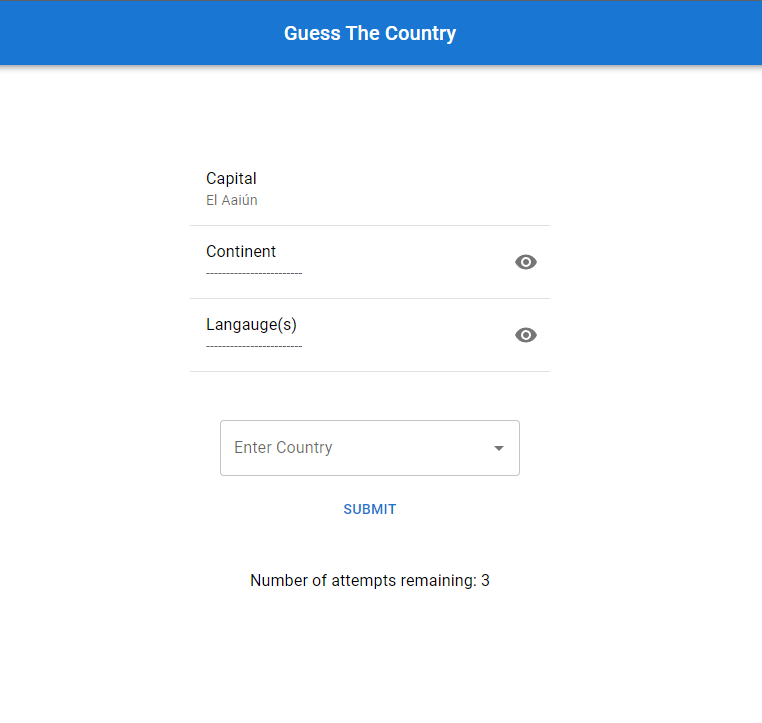 Guess The Country
Capital
El Aaiún
Continent
------------------------
Langauge(s)
------------------------
Enter Country
SUBMIT
Number of attempts remaining: 3